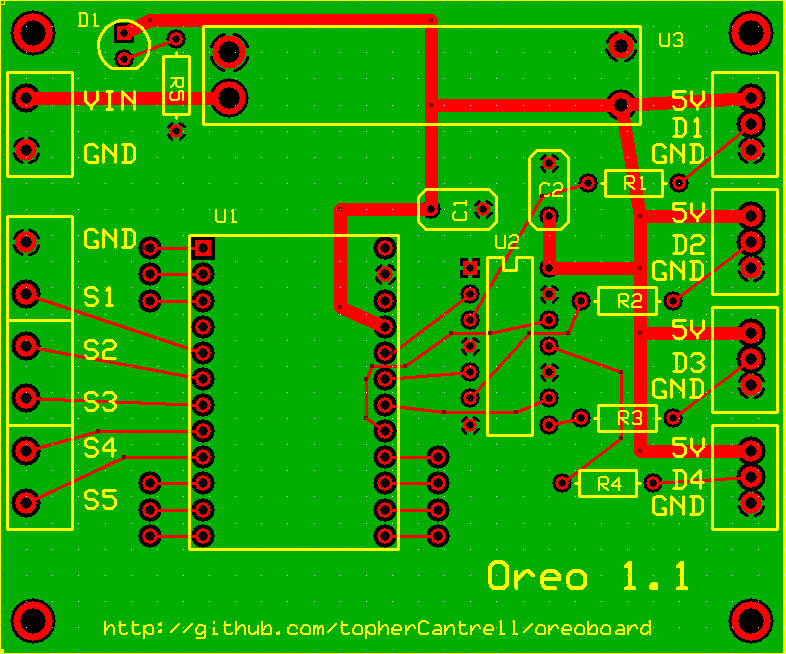 D1
U3
VIN
R5
5V
D1
GND
GND
C2
R1
C1
U1
GND
U2
5V
D2
GND
S1
R2
S2
5V
D3
GND
S3
R3
S4
5V
R4
D4
S5
GND
Oreo 1.1
http://github.com/topherCantrell/oreoboard